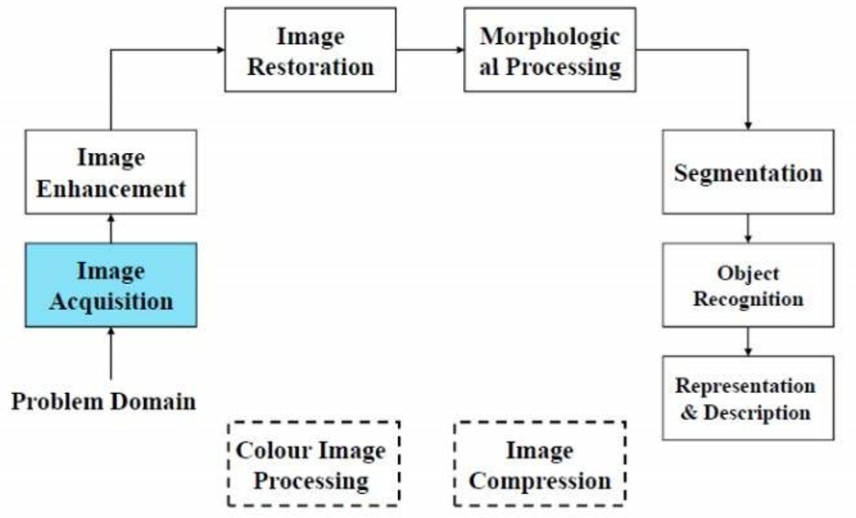 Image
Restoration
Morphologic
al Processing
Image
Enhancement
Segmentation
Image
Acquisition
Object
Recognition
Problem Domain
Representation
& Description
Colour Image
Processing
Image
Compression